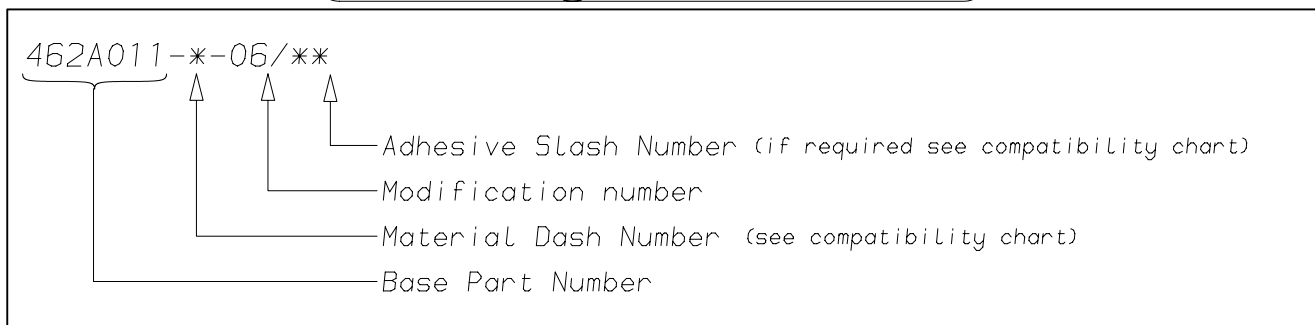 462A011-*-06/**
Adhesive Slash Number (if required see compatibility chart)
Modification number
Material Dash Number (see compatibility chart)
Base Part Number